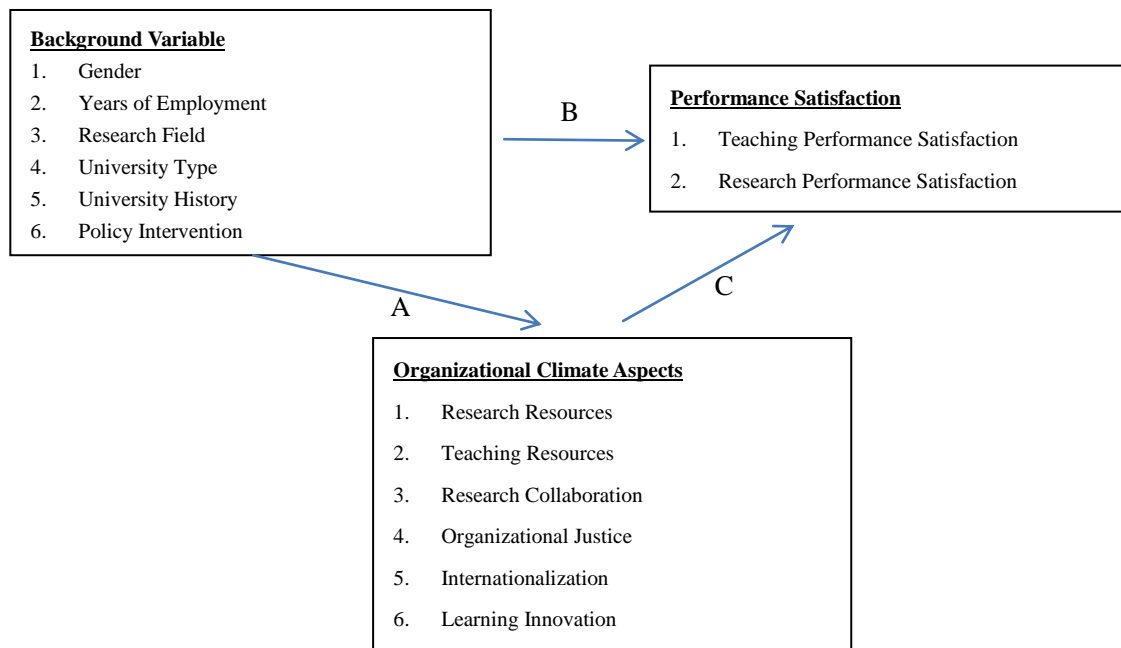 Background Variable
1. Gender
2. Years of Employment
3. Research Field
4. University Type
5. University History
6. Policy Intervention
B
Performance Satisfaction
1. Teaching Performance Satisfaction
2. Research Performance Satisfaction
A
C
Organizational Climate Aspects
1. Research Resources
2. Teaching Resources
3. Research Collaboration
4. Organizational Justice
5. Internationalization
6. Learning Innovation